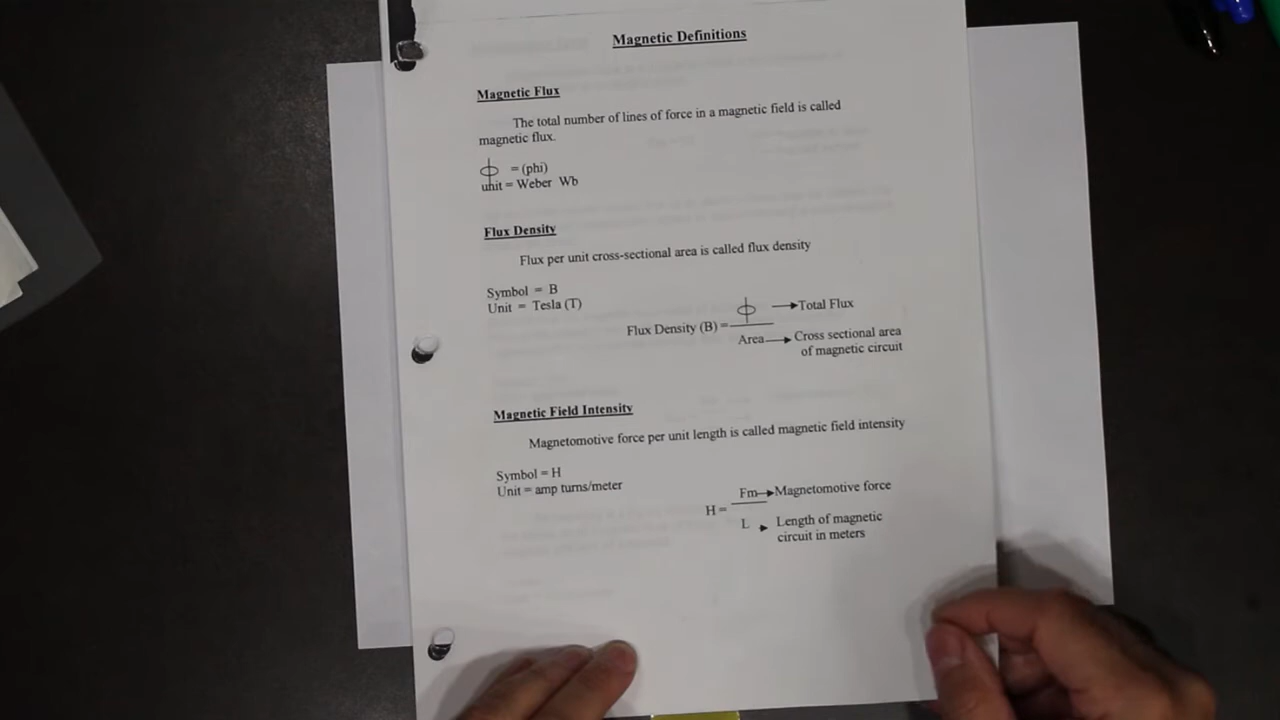 Magnetic Definitions
Magnetic Flux
The total number of lines of force in a magnetic field is called
magnetic flux.
ϕ = (phi)
unit = Weber Wb
Flux Density
Flux per unit cross-sectional area is called flux density
Symbol = B
Unit = Tesla (T)
ϕ → Total Flux
Flux Density (B) =
Area → Cross sectional area
of magnetic circuit
Magnetic Field Intensity
Magnetomotive force per unit length is called magnetic field intensity
Symbol = H
Unit = amp turns/meter
Fm → Magnetomotive force
H =
L → Length of magnetic
circuit in meters